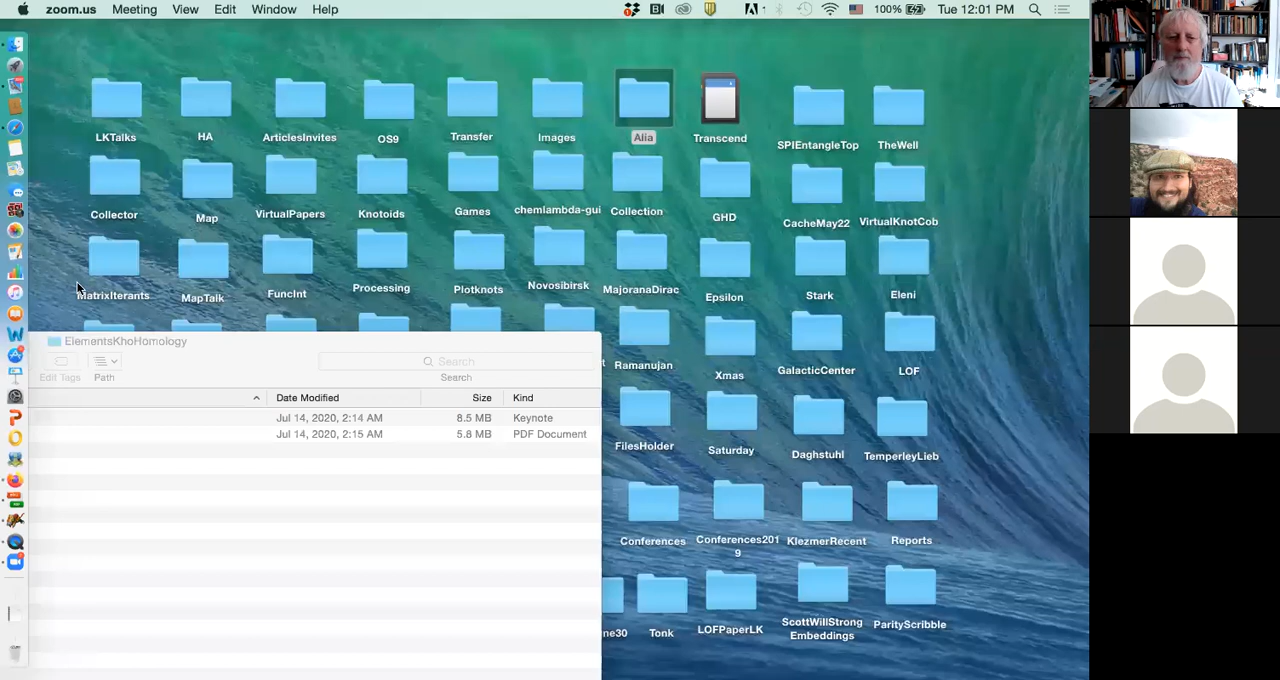 zoom.us Meeting View Edit Window Help 100% Tue 12:01 PM
LKTalks HA ArticlesInvites OS9 Transfer Images Alia Transcend SPIEntangleTop TheWell
Collector Map VirtualPapers Knotoids Games chemlambda-gui Collection GHD CacheMay22 VirtualKnotCob
MatrixIterants MapTalk FuncInt Processing Plotknots Novosibirsk MajoranaDirac Epsilon Stark Eleni
ElementsKhoHomology
Search
Edit Tags Path Search
Ramanujan Xmas GalacticCenter LOF
Date Modified Size Kind
Jul 14, 2020, 2:14 AM 8.5 MB Keynote
Jul 14, 2020, 2:15 AM 5.8 MB PDF Document
FilesHolder Saturday Daghstuhl TemperleyLieb
Conferences Conferences201 KlezmerRecent Reports
9
ne30 Tonk LOFPaperLK ScottWillStrong ParityScribble
Embeddings